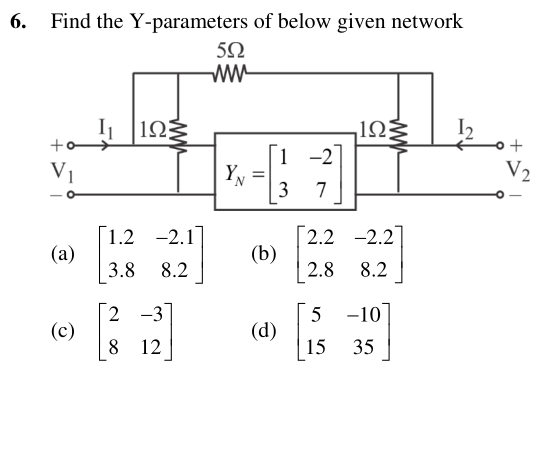 6. Find the Y-parameters of below given network
5Ω
I₁ 1Ω 1Ω I₂
+ +
V₁ V₂
Y_N = [1 −2; 3 7]
− −
(a) [1.2 −2.1; 3.8 8.2] (b) [2.2 −2.2; 2.8 8.2]
(c) [2 −3; 8 12] (d) [5 −10; 15 35]